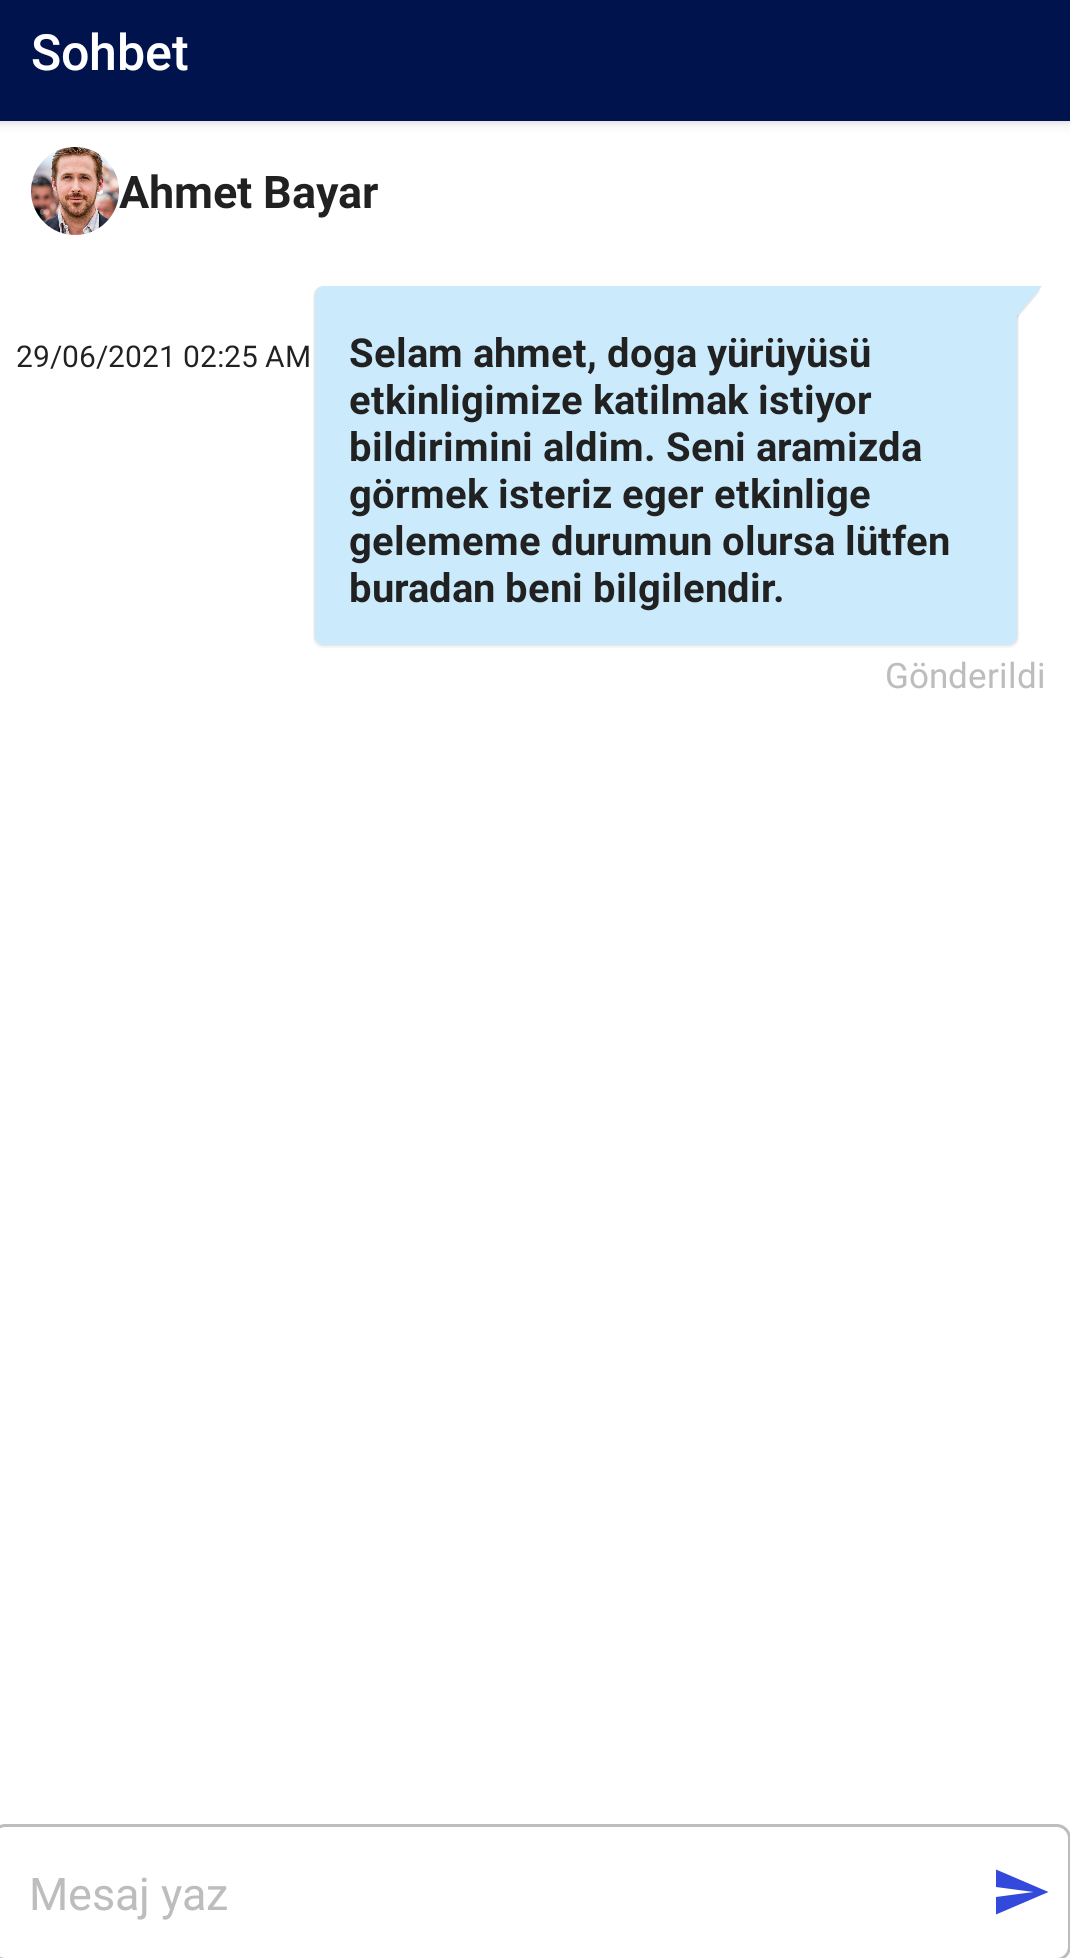 Sohbet
Ahmet Bayar
29/06/2021 02:25 AM
Selam ahmet, doga yürüyüsü
etkinligimize katilmak istiyor
bildirimini aldim. Seni aramizda
görmek isteriz eger etkinlige
gelememe durumun olursa lütfen
buradan beni bilgilendir.
Gönderildi
Mesaj yaz